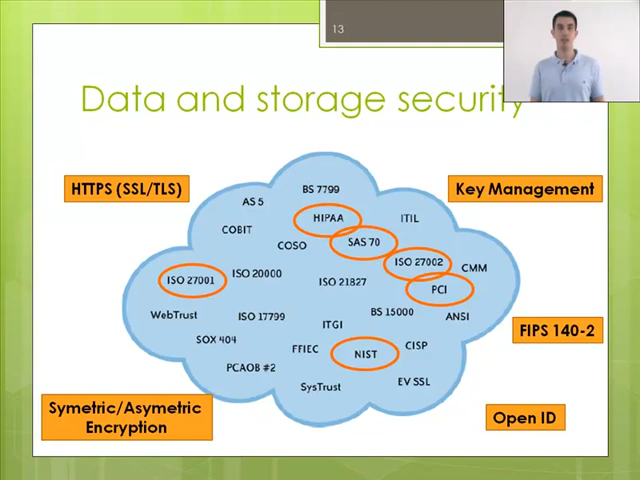 13
Data and storage security
HTTPS (SSL/TLS)
Key Management
BS 7799
AS 5
HIPAA
ITIL
COBIT
COSO
SAS 70
ISO 27002
CMM
ISO 27001
ISO 20000
ISO 21827
PCI
WebTrust
ISO 17799
ITGI
BS 15000
ANSI
FIPS 140-2
SOX 404
FFIEC
NIST
CISP
PCAOB #2
SysTrust
EV SSL
Symetric/Asymetric
Encryption
Open ID